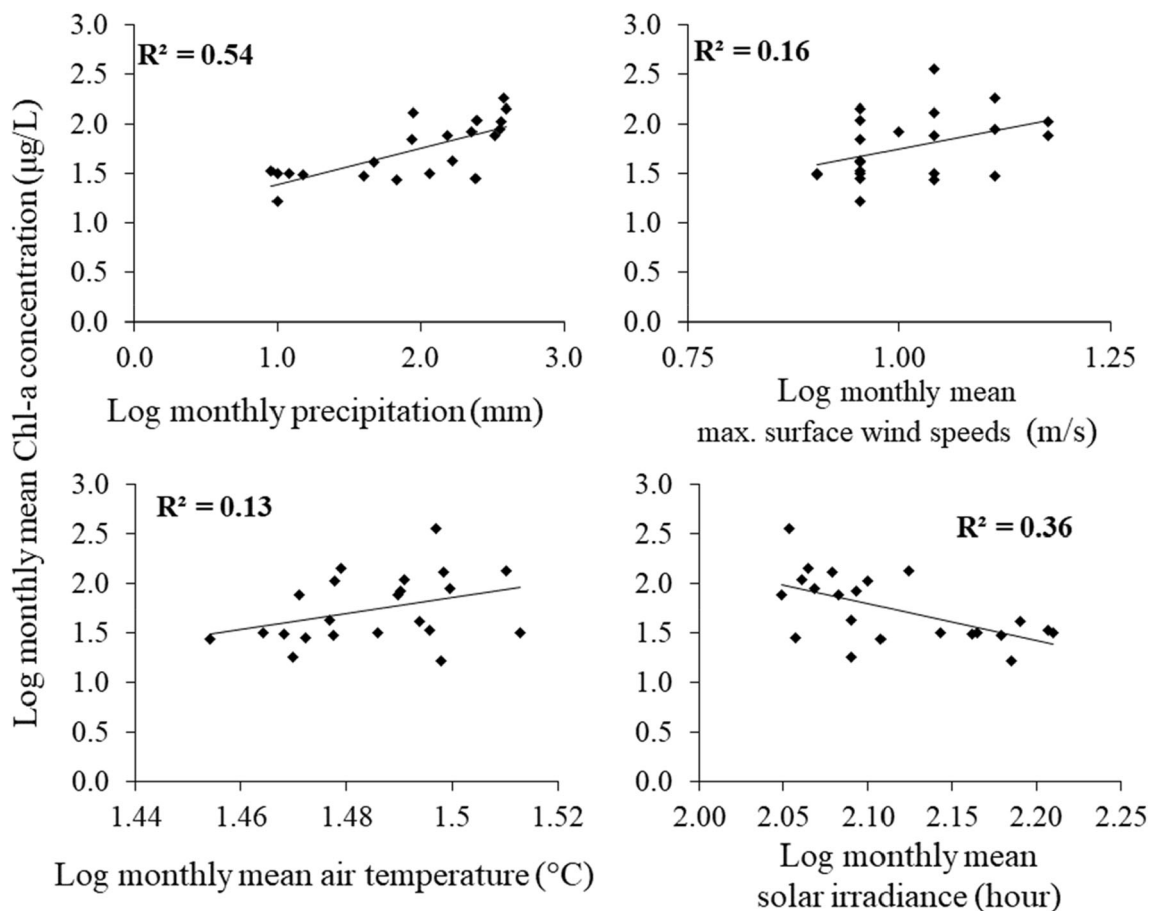 Log monthly mean Chl-a concentration (µg/L)
3.0
2.5
2.0
1.5
1.0
0.5
0.0
R² = 0.54
0.0 1.0 2.0 3.0
Log monthly precipitation (mm)
3.0
2.5
2.0
1.5
1.0
0.5
0.0
R² = 0.16
0.75 1.00 1.25
Log monthly mean
max. surface wind speeds (m/s)
3.0
2.5
2.0
1.5
1.0
0.5
0.0
R² = 0.13
1.44 1.46 1.48 1.5 1.52
Log monthly mean air temperature (°C)
3.0
2.5
2.0
1.5
1.0
0.5
0.0
R² = 0.36
2.00 2.05 2.10 2.15 2.20 2.25
Log monthly mean
solar irradiance (hour)